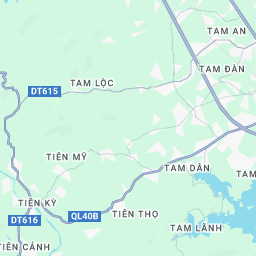 TAM AN
TAM ĐÀN
TAM LỘC
DT615
TIÊN MỸ
TAM DÂN
TIÊN KỲ
QL40B
TIÊN THỌ
DT616
TAM LÃNH
TIÊN CẢNH